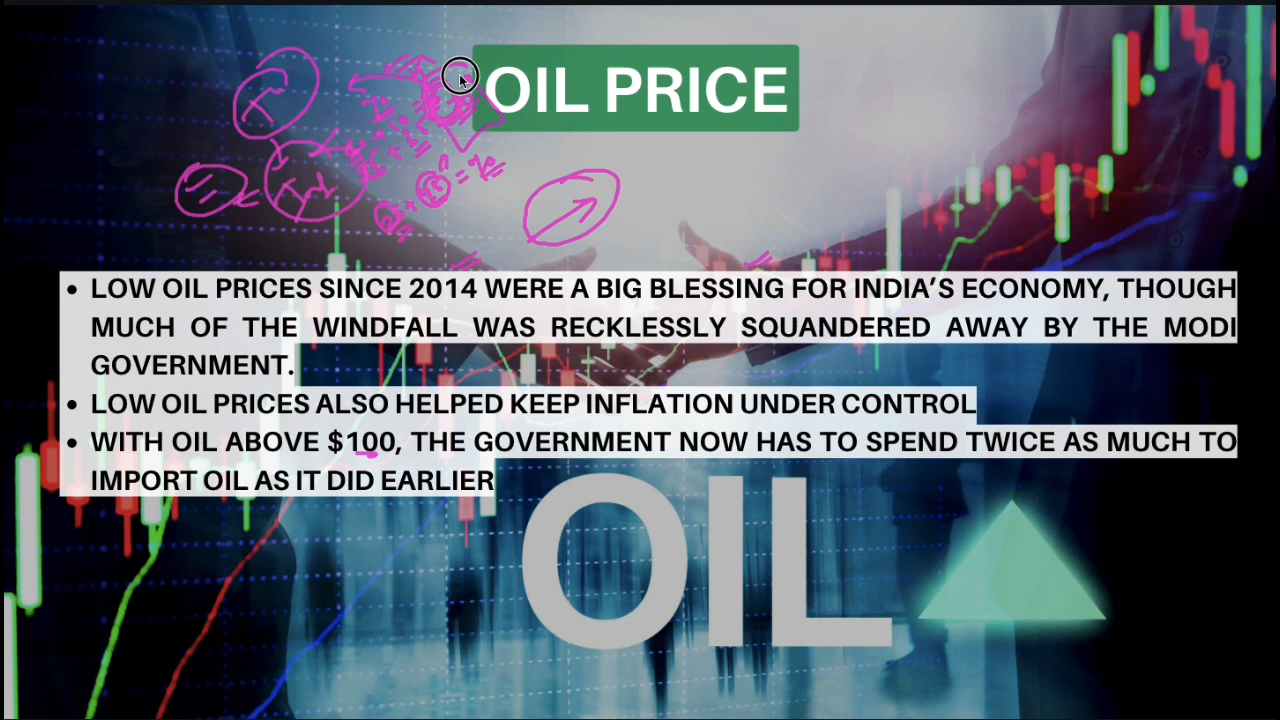 OIL PRICE
• LOW OIL PRICES SINCE 2014 WERE A BIG BLESSING FOR INDIA’S ECONOMY, THOUGH
MUCH OF THE WINDFALL WAS RECKLESSLY SQUANDERED AWAY BY THE MODI
GOVERNMENT.
• LOW OIL PRICES ALSO HELPED KEEP INFLATION UNDER CONTROL
• WITH OIL ABOVE $100, THE GOVERNMENT NOW HAS TO SPEND TWICE AS MUCH TO
IMPORT OIL AS IT DID EARLIER
OIL